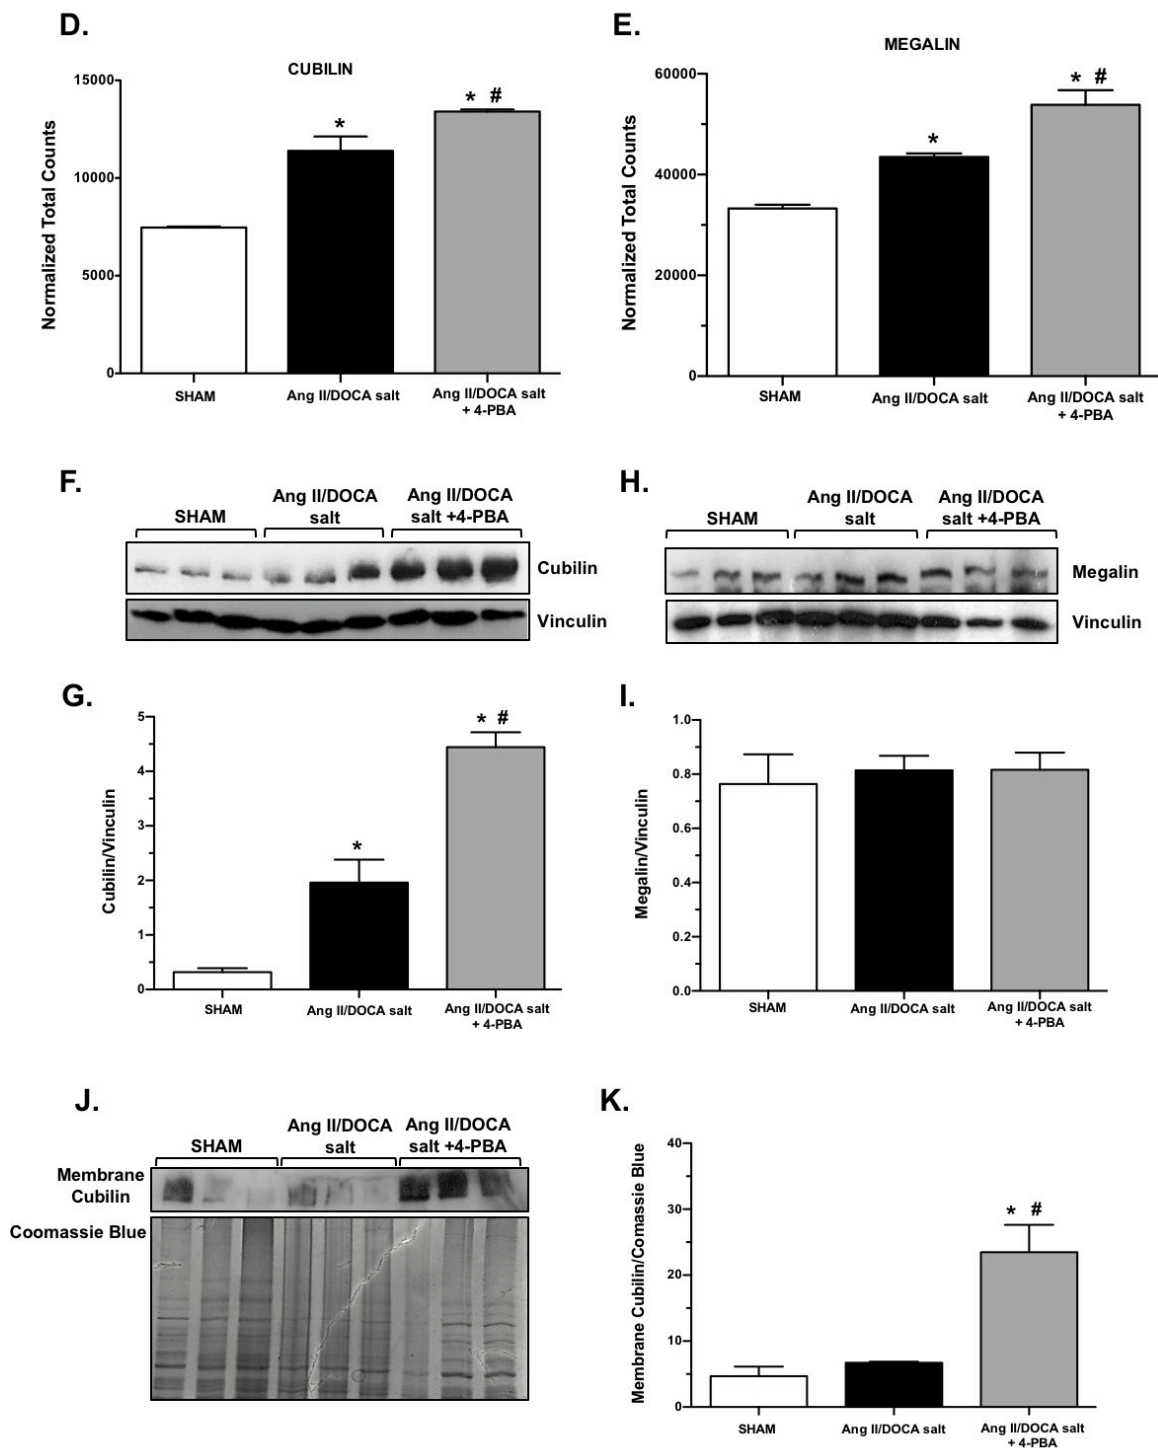 D.
CUBILIN
Normalized Total Counts
15000
10000
5000
0
*
* #
SHAM
Ang II/DOCA salt
Ang II/DOCA salt
+ 4-PBA
E.
MEGALIN
Normalized Total Counts
60000
40000
20000
0
*
* #
SHAM
Ang II/DOCA salt
Ang II/DOCA salt
+ 4-PBA
F.
SHAM
Ang II/DOCA
salt
Ang II/DOCA
salt +4-PBA
Cubilin
Vinculin
H.
SHAM
Ang II/DOCA
salt
Ang II/DOCA
salt +4-PBA
Megalin
Vinculin
G.
Cubilin/Vinculin
5
4
3
2
1
0
*
* #
SHAM
Ang II/DOCA salt
Ang II/DOCA salt
+ 4-PBA
I.
Megalin/Vinculin
1.0
0.8
0.6
0.4
0.2
0.0
SHAM
Ang II/DOCA salt
Ang II/DOCA salt
+ 4-PBA
J.
SHAM
Ang II/DOCA
salt
Ang II/DOCA
salt +4-PBA
Membrane
Cubilin
Coomassie Blue
K.
Membrane Cubilin/Comassie Blue
40
30
20
10
0
* #
SHAM
Ang II/DOCA salt
Ang II/DOCA salt
+ 4-PBA